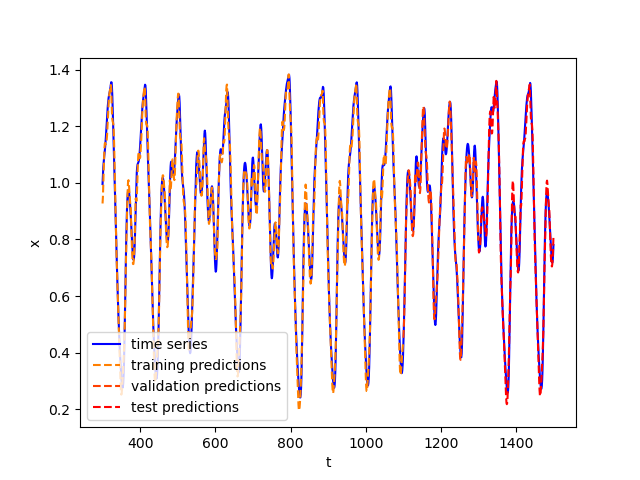 1.4
1.2
1.0
0.8
0.6
0.4
0.2
x
time series
training predictions
validation predictions
test predictions
400
600
800
1000
1200
1400
t